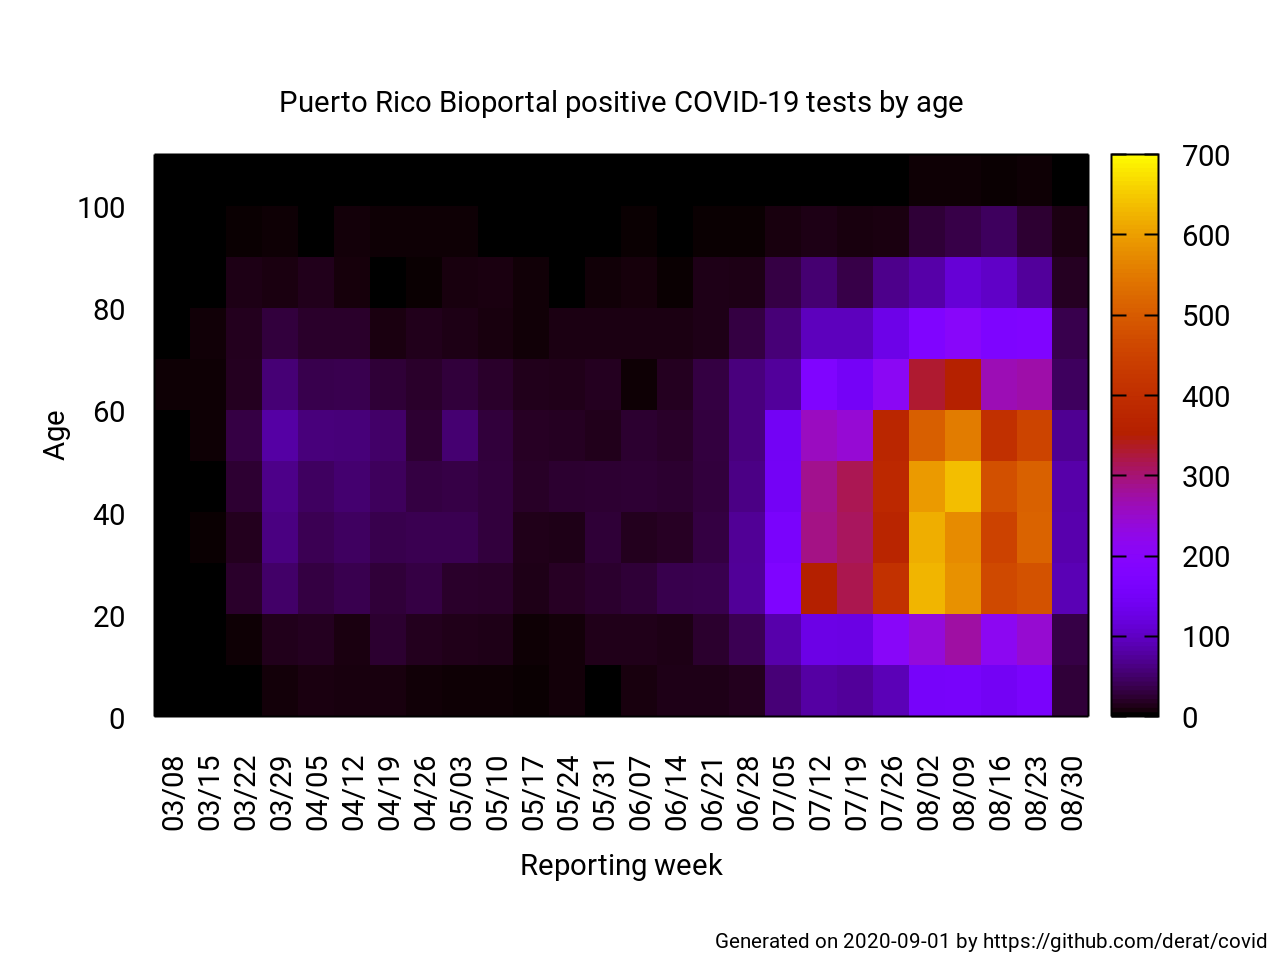 Puerto Rico Bioportal positive COVID-19 tests by age
700
600
500
400
300
200
100
0
100
80
60
40
20
0
Age
03/08 03/15 03/22 03/29 04/05 04/12 04/19 04/26 05/03 05/10 05/17 05/24 05/31 06/07 06/14 06/21 06/28 07/05 07/12 07/19 07/26 08/02 08/09 08/16 08/23 08/30
Reporting week
Generated on 2020-09-01 by https://github.com/derat/covid